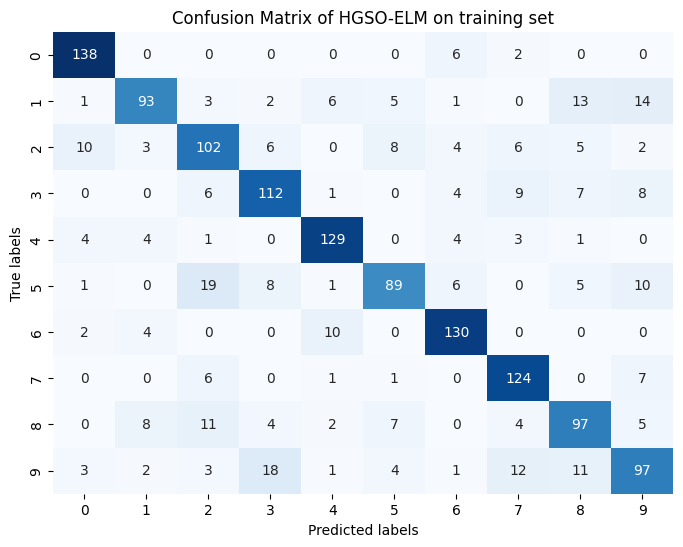 Confusion Matrix of HGSO-ELM on training set
True labels
0 138 0 0 0 0 0 6 2 0 0
1 1 93 3 2 6 5 1 0 13 14
2 10 3 102 6 0 8 4 6 5 2
3 0 0 6 112 1 0 4 9 7 8
4 4 4 1 0 129 0 4 3 1 0
5 1 0 19 8 1 89 6 0 5 10
6 2 4 0 0 10 0 130 0 0 0
7 0 0 6 0 1 1 0 124 0 7
8 0 8 11 4 2 7 0 4 97 5
9 3 2 3 18 1 4 1 12 11 97
0 1 2 3 4 5 6 7 8 9
Predicted labels